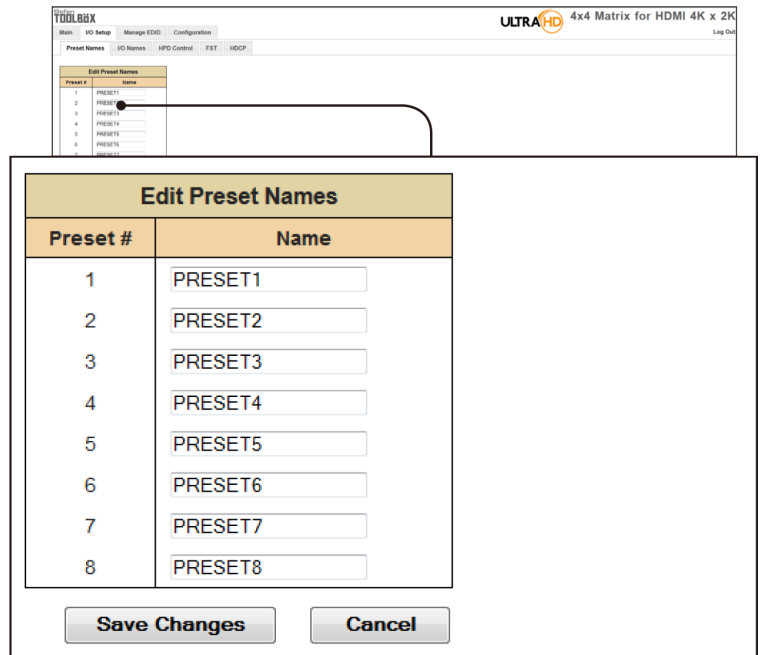 Gefen
TOOLBOX
ULTRA HD 4x4 Matrix for HDMI 4K x 2K
Main I/O Setup Manage EDID Configuration Log Out
Preset Names I/O Names HPD Control FST HDCP
Edit Preset Names
Preset # Name
1 PRESET1
2 PRESET
3 PRESET3
4 PRESET4
5 PRESET5
6 PRESET6
7 PRESET7
Edit Preset Names
Preset # Name
1 PRESET1
2 PRESET2
3 PRESET3
4 PRESET4
5 PRESET5
6 PRESET6
7 PRESET7
8 PRESET8
Save Changes Cancel